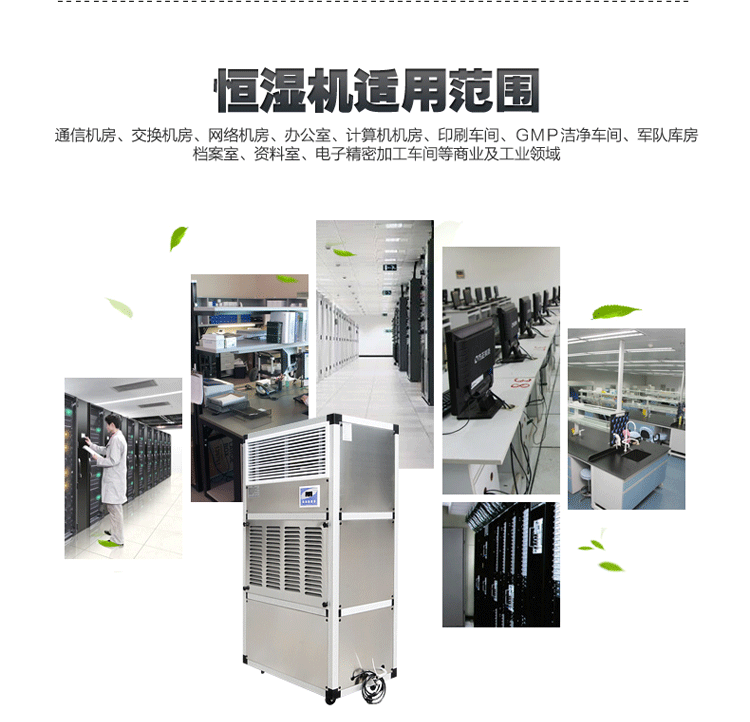 恒湿机适用范围
通信机房、交换机房、网络机房、办公室、计算机机房、印刷车间、GMP洁净车间、军队库房
档案室、资料室、电子精密加工车间等商业及工业领域
38